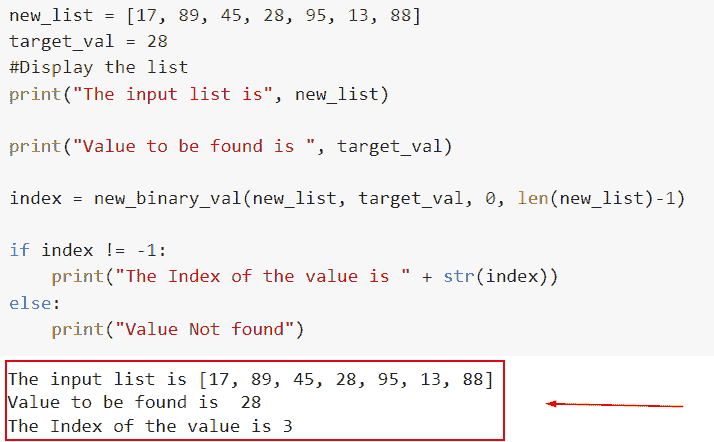 new_list = [17, 89, 45, 28, 95, 13, 88]
target_val = 28
#Display the list
print("The input list is", new_list)
print("Value to be found is ", target_val)
index = new_binary_val(new_list, target_val, 0, len(new_list)-1)
if index != -1:
    print("The Index of the value is " + str(index))
else:
    print("Value Not found")
The input list is [17, 89, 45, 28, 95, 13, 88]
Value to be found is  28
The Index of the value is 3